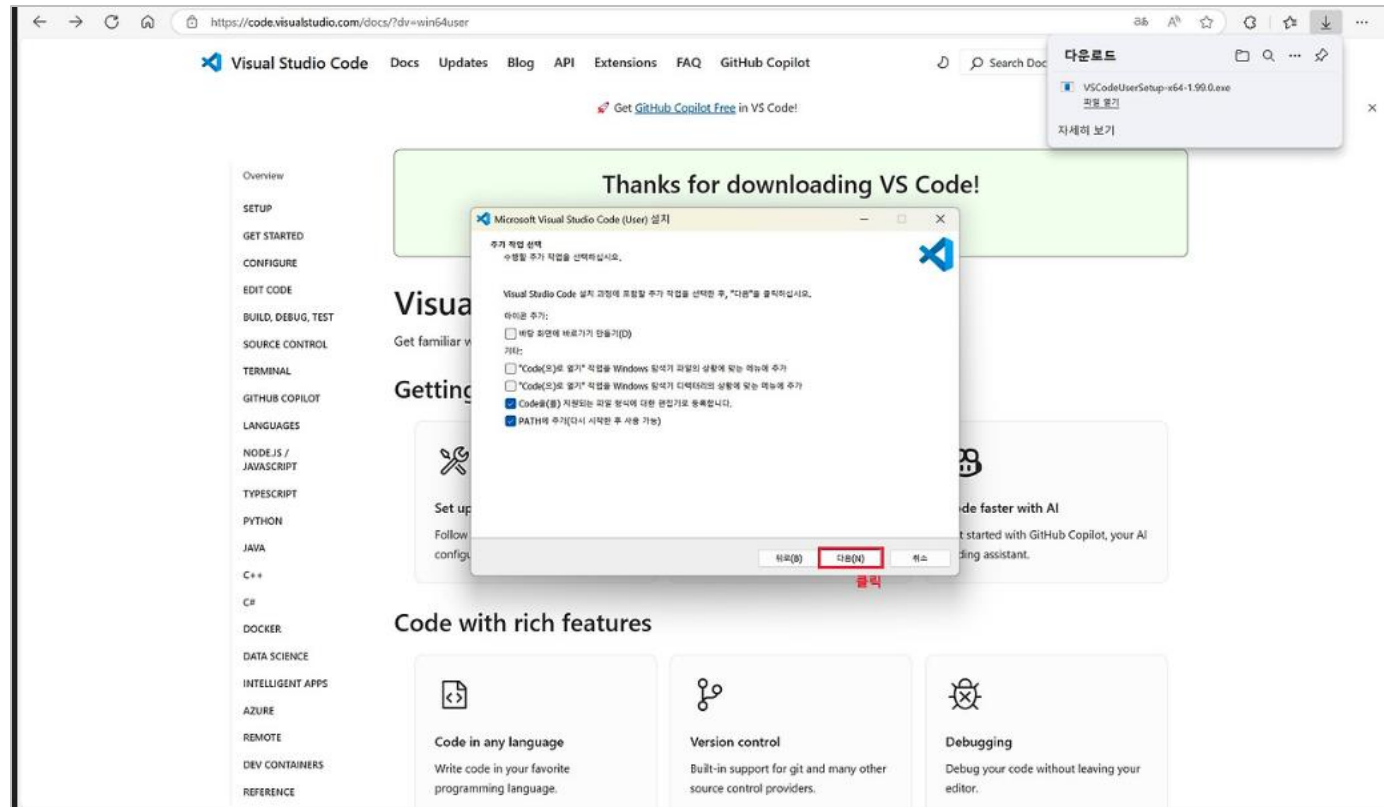 https://code.visualstudio.com/docs/?dv=win64user
Visual Studio Code Docs Updates Blog API Extensions FAQ GitHub Copilot Search Doc
🚀 Get GitHub Copilot Free in VS Code!
다운로드
VSCodeUserSetup-x64-1.99.0.exe
파일 열기
자세히 보기
Overview
SETUP
GET STARTED
CONFIGURE
EDIT CODE
BUILD, DEBUG, TEST
SOURCE CONTROL
TERMINAL
GITHUB COPILOT
LANGUAGES
NODE.JS /
JAVASCRIPT
TYPESCRIPT
PYTHON
JAVA
C++
C#
DOCKER
DATA SCIENCE
INTELLIGENT APPS
AZURE
REMOTE
DEV CONTAINERS
REFERENCE
Thanks for downloading VS Code!
Microsoft Visual Studio Code (User) 설치
추가 작업 선택
수행할 추가 작업을 선택하십시오.
Visual Studio Code 설치 과정에 포함할 추가 작업을 선택한 후, "다음"을 클릭하십시오.
아이콘 추가:
바탕 화면에 바로가기 만들기(D)
기타:
"Code(으)로 열기" 작업을 Windows 탐색기 파일의 상황에 맞는 메뉴에 추가
"Code(으)로 열기" 작업을 Windows 탐색기 디렉터리의 상황에 맞는 메뉴에 추가
Code을(를) 지원되는 파일 형식에 대한 편집기로 등록합니다.
PATH에 추가(다시 시작한 후 사용 가능)
뒤로(B) 다음(N) 취소
클릭
Visua
Get familiar w
Getting
Set up
Follow
configu
de faster with AI
t started with GitHub Copilot, your AI
ding assistant.
Code with rich features
Code in any language
Write code in your favorite
programming language.
Version control
Built-in support for git and many other
source control providers.
Debugging
Debug your code without leaving your
editor.